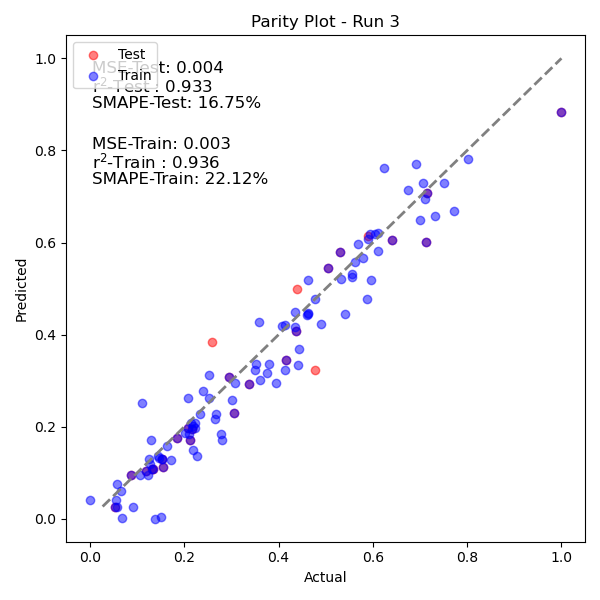 Parity Plot - Run 3
Test
Train
MSE-Test: 0.004
r²-Test : 0.933
SMAPE-Test: 16.75%
MSE-Train: 0.003
r²-Train : 0.936
SMAPE-Train: 22.12%
1.0
0.8
0.6
0.4
0.2
0.0
Predicted
0.0 0.2 0.4 0.6 0.8 1.0
Actual